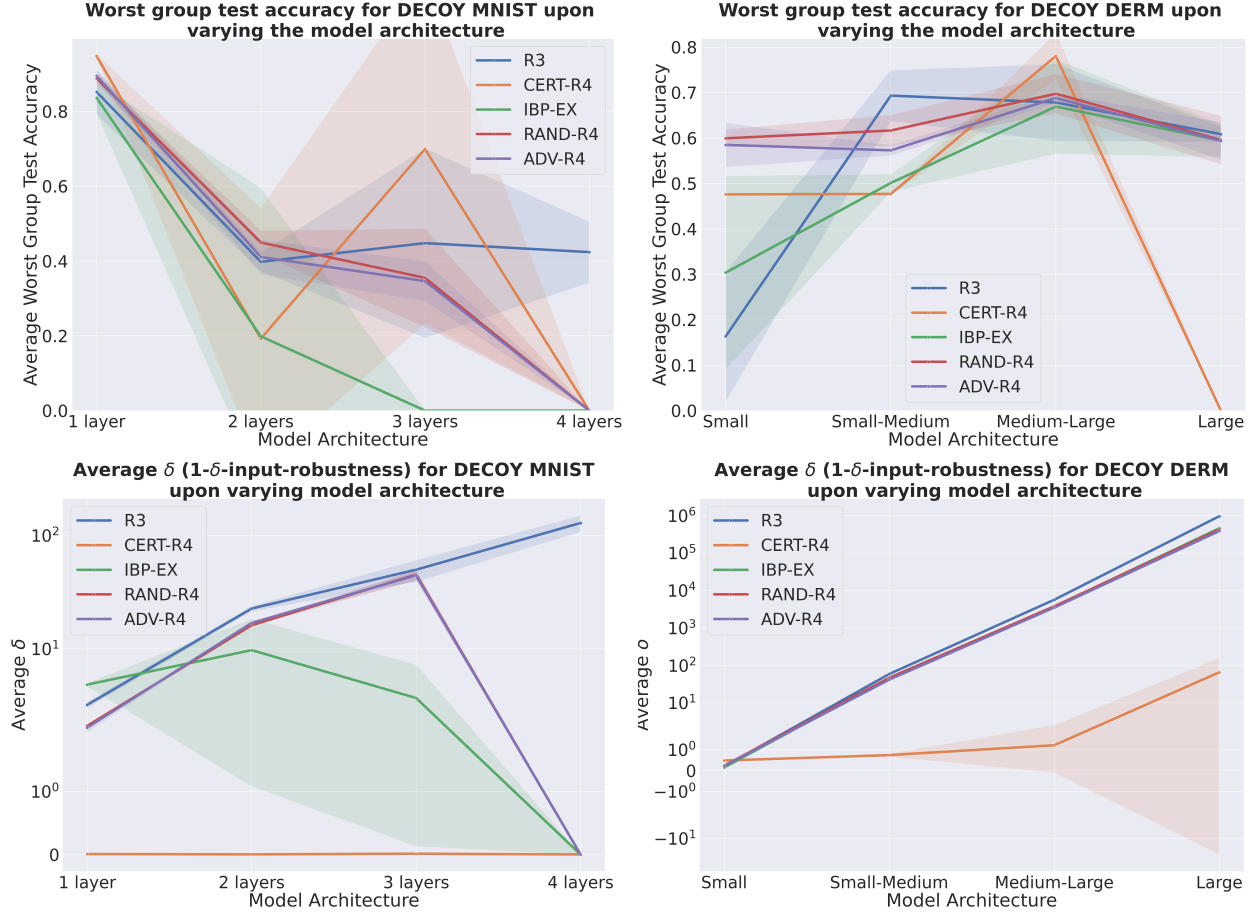 Worst group test accuracy for DECOY MNIST upon
varying the model architecture
Average Worst Group Test Accuracy
0.8
0.6
0.4
0.2
0.0
R3
CERT-R4
IBP-EX
RAND-R4
ADV-R4
1 layer
2 layers
3 layers
4 layers
Model Architecture
Worst group test accuracy for DECOY DERM upon
varying the model architecture
Average Worst Group Test Accuracy
0.8
0.7
0.6
0.5
0.4
0.3
0.2
0.1
0.0
R3
CERT-R4
IBP-EX
RAND-R4
ADV-R4
Small
Small-Medium
Medium-Large
Large
Model Architecture
Average δ (1-δ-input-robustness) for DECOY MNIST
upon varying model architecture
Average δ
10²
10¹
10⁰
0
R3
CERT-R4
IBP-EX
RAND-R4
ADV-R4
1 layer
2 layers
3 layers
4 layers
Model Architecture
Average δ (1-δ-input-robustness) for DECOY DERM
upon varying model architecture
Average o
10⁶
10⁵
10⁴
10³
10²
10¹
10⁰
0
−10⁰
−10¹
R3
CERT-R4
IBP-EX
RAND-R4
ADV-R4
Small
Small-Medium
Medium-Large
Large
Model Architecture